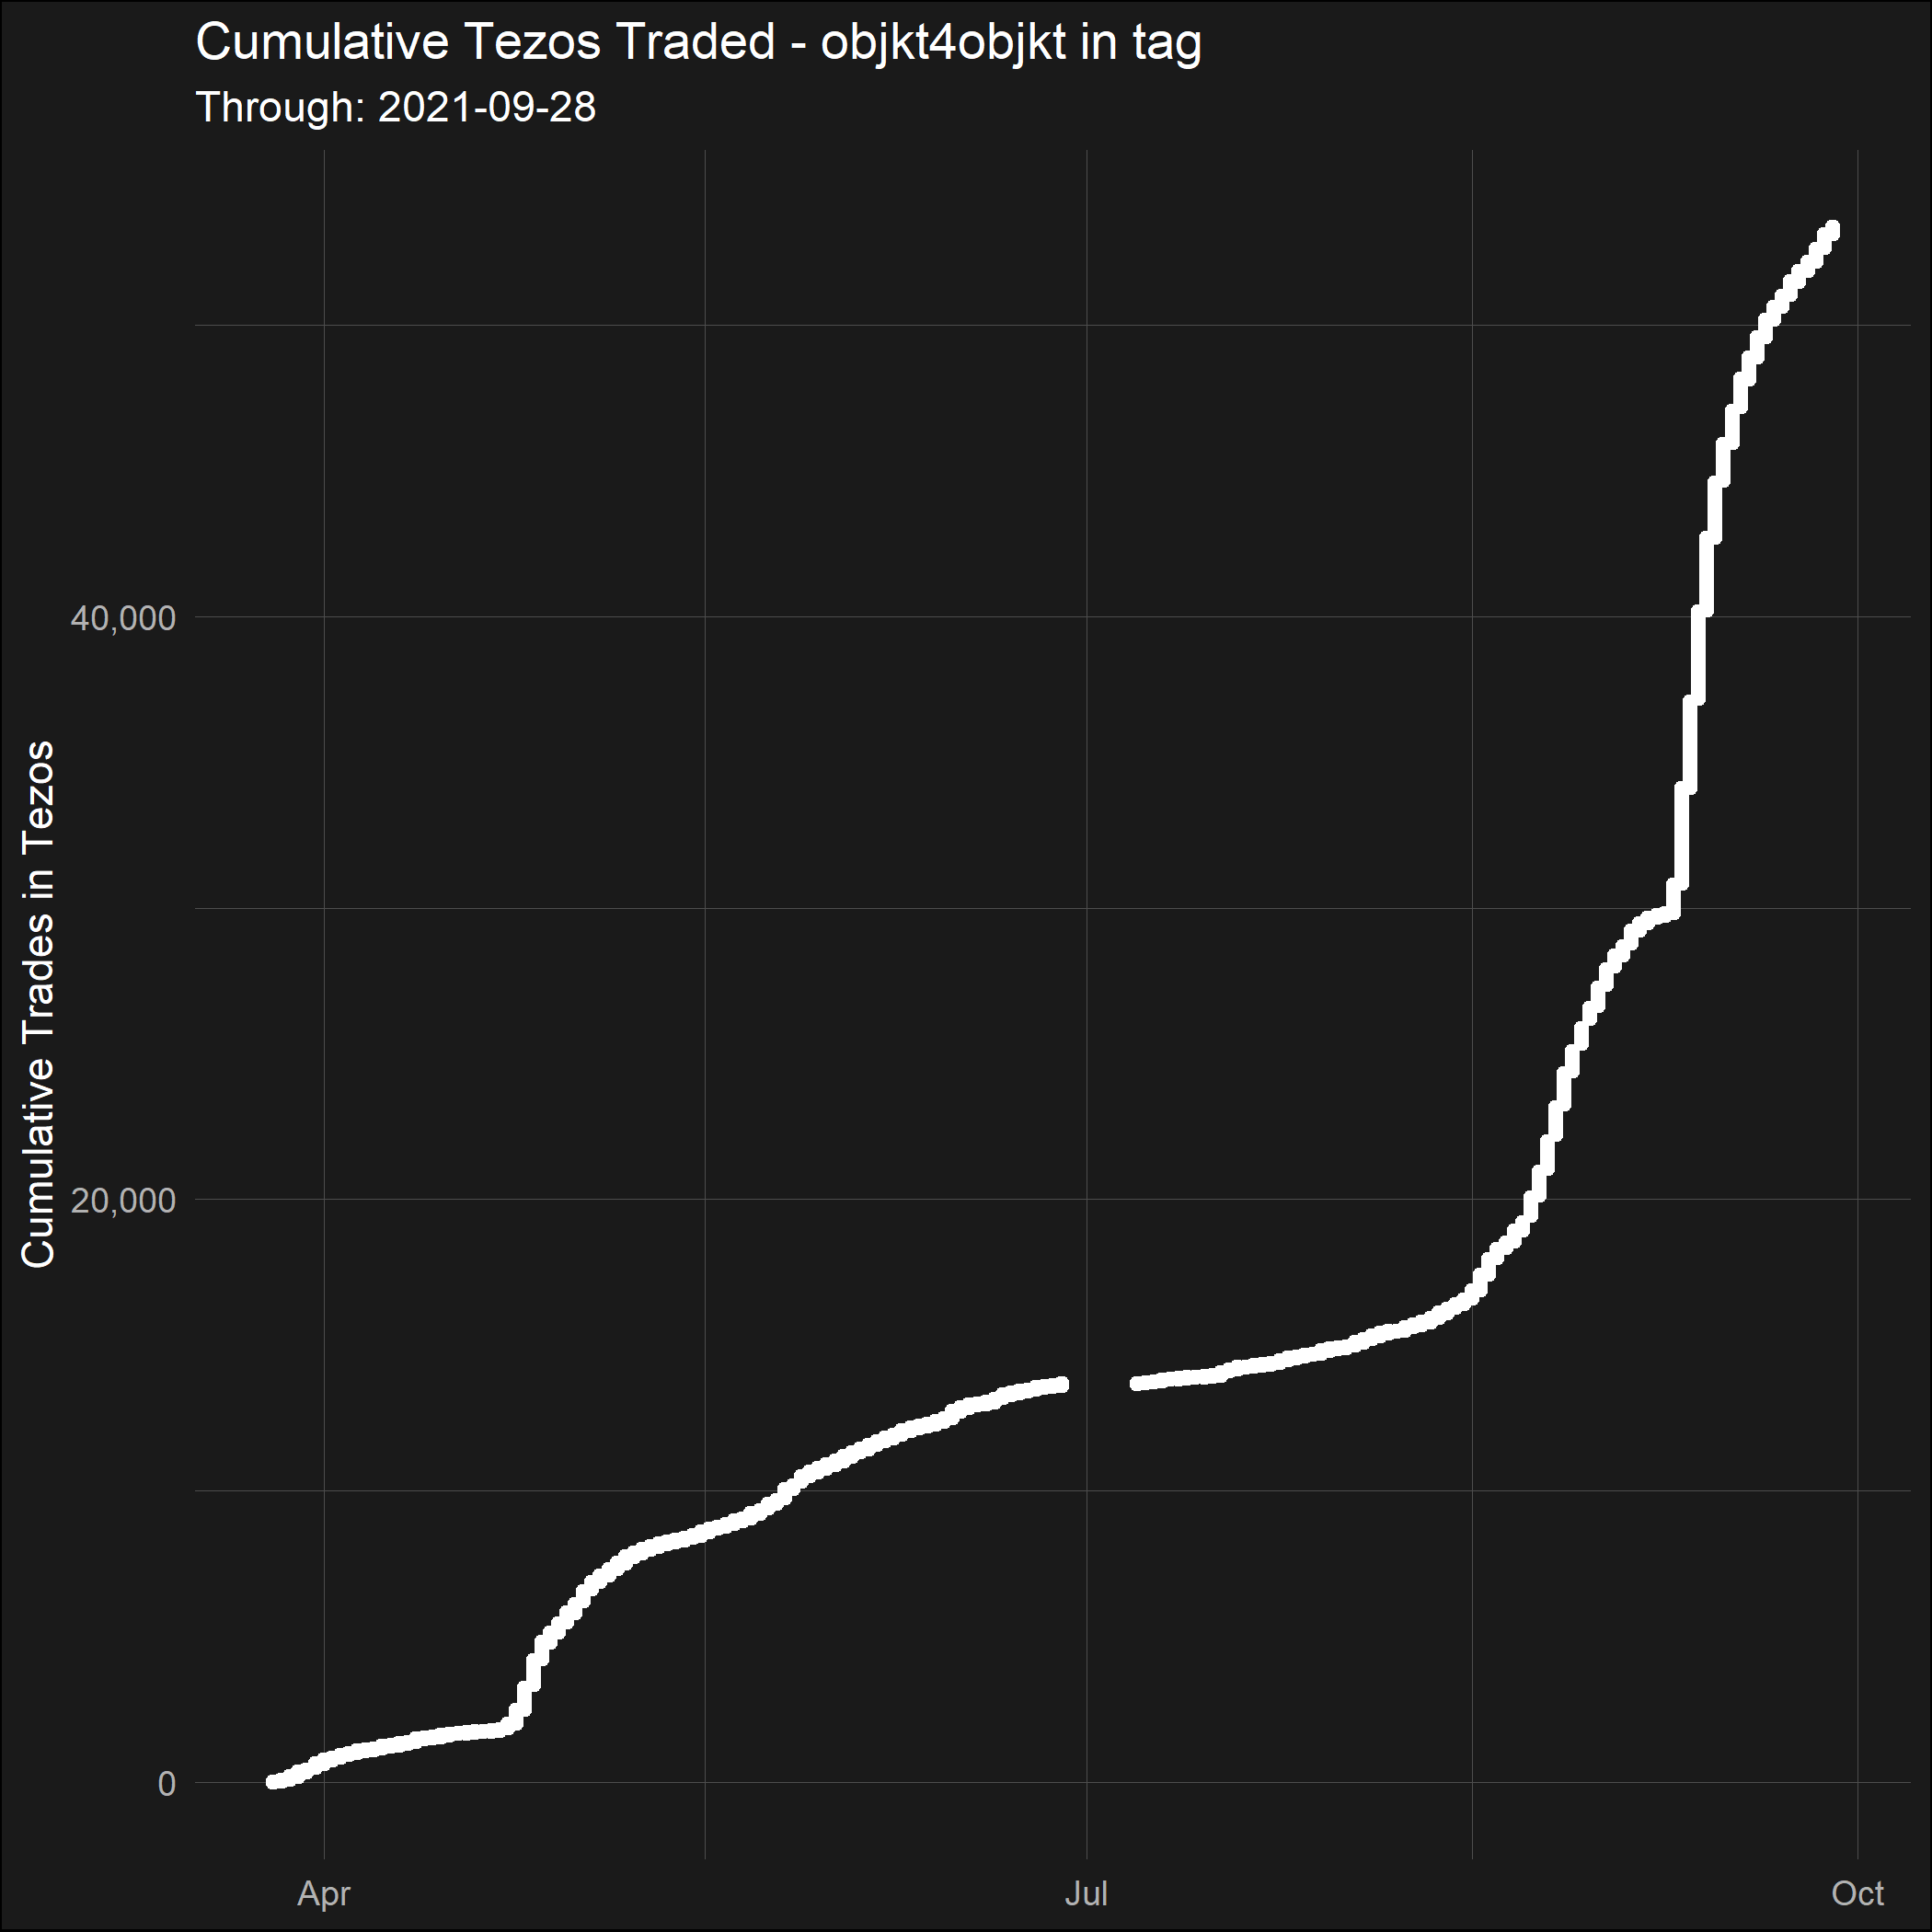 Cumulative Tezos Traded - objkt4objkt in tag
Through: 2021-09-28
Cumulative Trades in Tezos
40,000
20,000
0
Apr
Jul
Oct